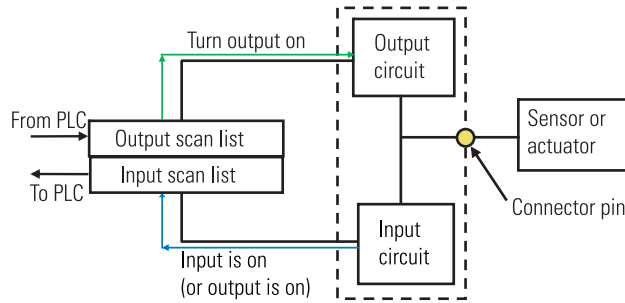 Turn output on
Output
circuit
From PLC
Output scan list
Input scan list
To PLC
Sensor or
actuator
Connector pin
Input
circuit
Input is on
(or output is on)